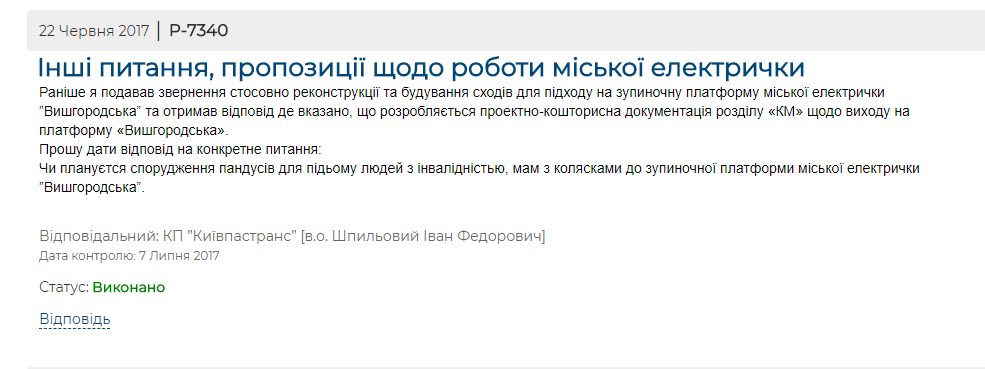 22 Червня 2017 | P-7340
Інші питання, пропозиції щодо роботи міської електрички
Раніше я подавав звернення стосовно реконструкції та будування сходів для підходу на зупиночну платформу міської електрички
"Вишгородська" та отримав відповід де вказано, що розробляється проектно-кошторисна документація розділу «КМ» щодо виходу на
платформу «Вишгородська».
Прошу дати відповід на конкретне питання:
Чи планується спорудження пандусів для підьому людей з інвалідністью, мам з колясками до зупиночної платформи міської електрички
"Вишгородська".
Відповідальний: КП "Київпастранс" [в.о. Шпильовий Іван Федорович]
Дата контролю: 7 Липня 2017
Статус: Виконано
Відповідь